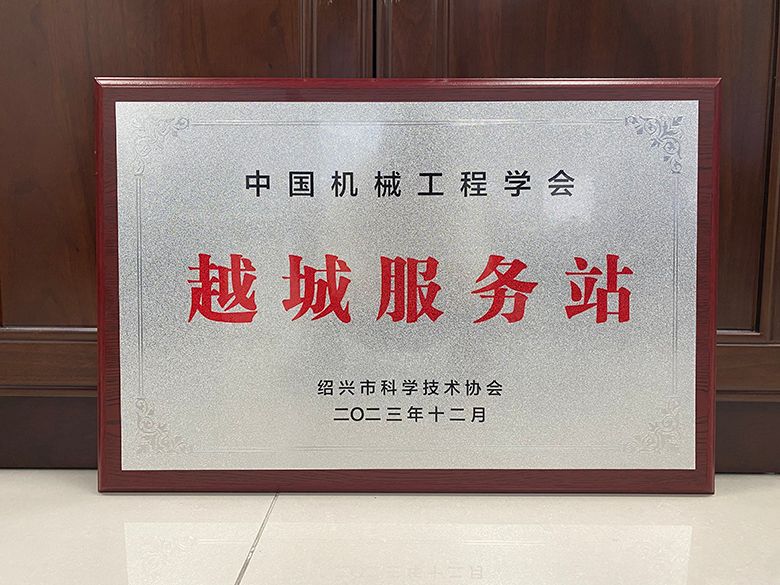 中国机械工程学会
越城服务站
绍兴市科学技术协会
二〇二三年十二月